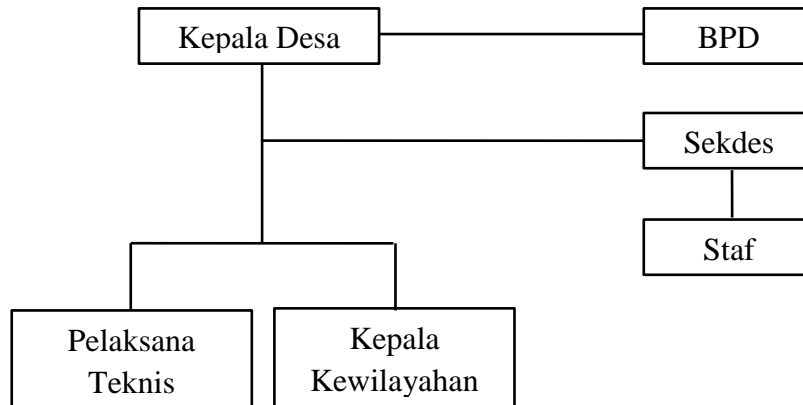 Kepala Desa
BPD
Sekdes
Staf
Pelaksana
Teknis
Kepala
Kewilayahan